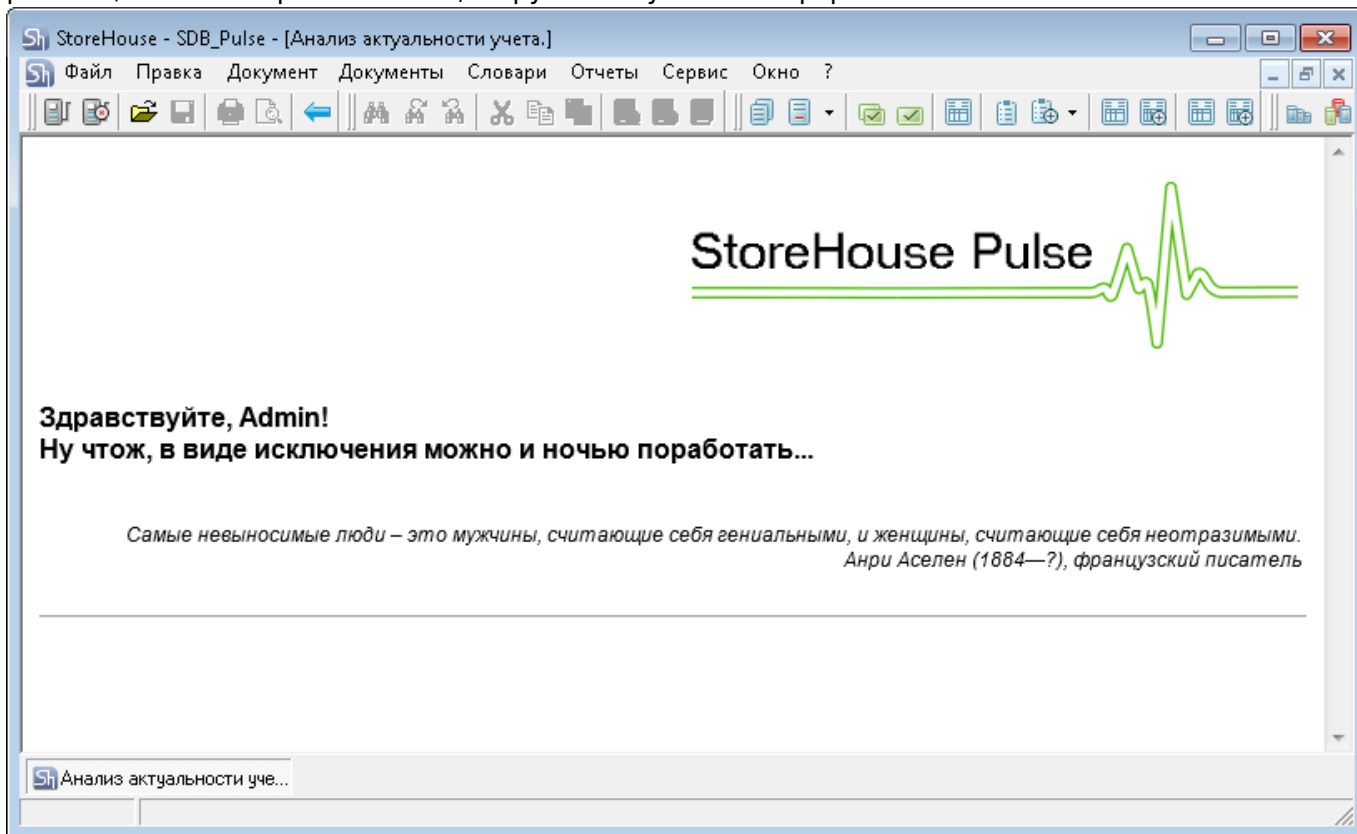 StoreHouse - SDB_Pulse - [Анализ актуальности учета.]
Файл Правка Документ Документы Словари Отчеты Сервис Окно ?
StoreHouse Pulse
Здравствуйте, Admin!
Ну чтож, в виде исключения можно и ночью поработать...
Самые невыносимые люди – это мужчины, считающие себя гениальными, и женщины, считающие себя неотразимыми.
Анри Аселен (1884—?), французский писатель
Анализ актуальности уче...